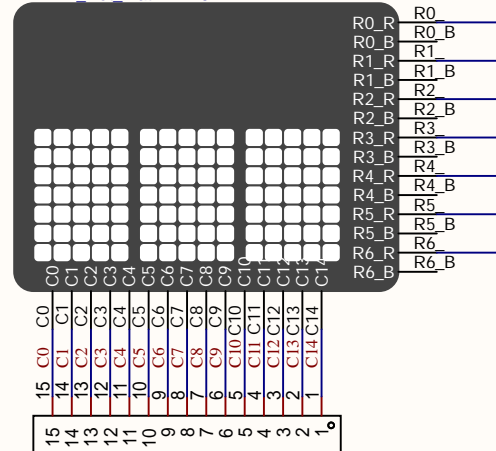 R0_R R0_
R0_B R0_B
R1_R R1_
R1_B R1_B
R2_R R2_
R2_B R2_B
R3_R R3_
R3_B R3_B
R4_R R4_
R4_B R4_B
R5_R R5_
R5_B R5_B
R6_R R6_
R6_B R6_B
C0 C1 C2 C3 C4 C5 C6 C7 C8 C9 C10 C11 C12 C13 C14
C0 C1 C2 C3 C4 C5 C6 C7 C8 C9 C10 C11 C12 C13 C14
C0 C1 C2 C3 C4 C5 C6 C7 C8 C9 C10 C11 C12 C13 C14
15 14 13 12 11 10 9 8 7 6 5 4 3 2 1
15 14 13 12 11 10 9 8 7 6 5 4 3 2 1